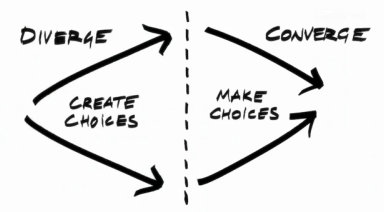 DIVERGE
CONVERGE
CREATE
CHOICES
MAKE
CHOICES